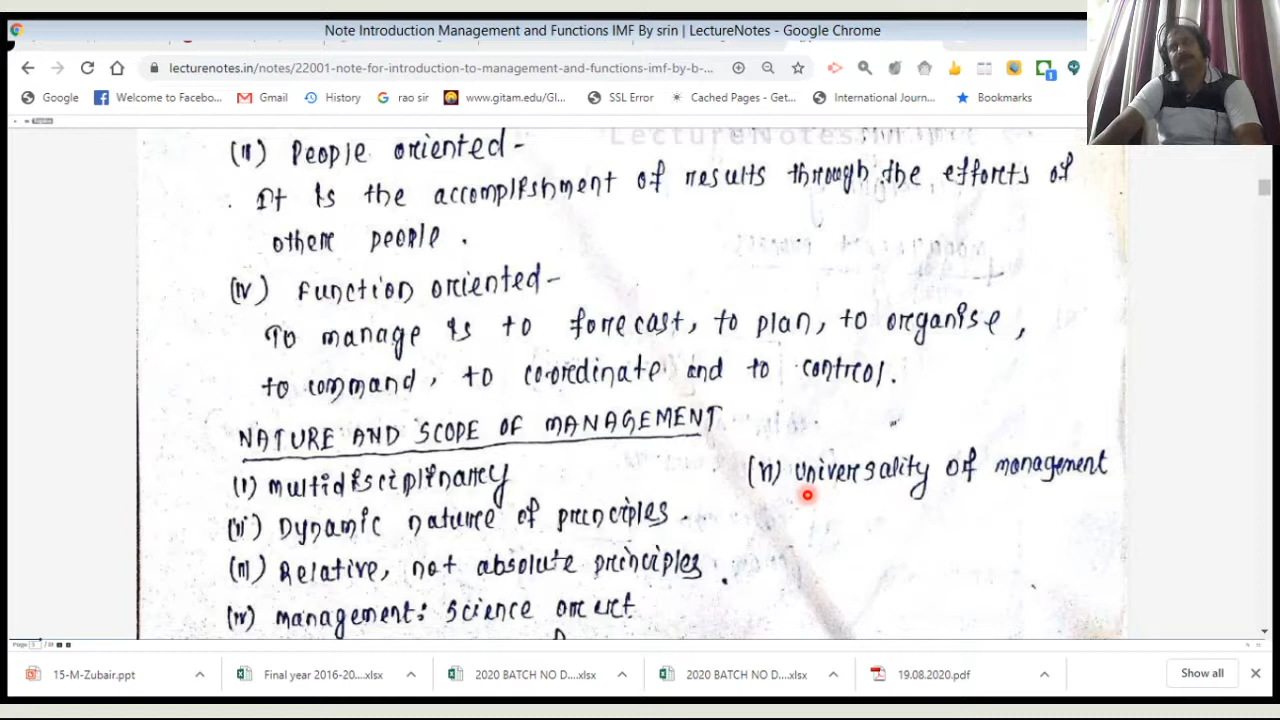 Note Introduction Management and Functions IMF By srin | LectureNotes - Google Chrome
lecturenotes.in/notes/22001-note-for-introduction-to-management-and-functions-imf-by-b-...
Google
Welcome to Facebo...
Gmail
History
rao sir
www.gitam.edu/Gl...
SSL Error
Cached Pages - Get...
International Journ...
Bookmarks
LectureNotes.in
People oriented -
It is the accomplishment of results through the efforts of
other people.
(iv) Function oriented -
To manage is to forecast, to plan, to organise,
to command, to coordinate and to control.
NATURE AND SCOPE OF MANAGEMENT
(i) Multidisciplinary
(ii) Dynamic nature of principles.
(iii) Relative, not absolute principles.
(iv) management: science or art.
(v) universality of management
Page
15-M-Zubair.ppt
Final year 2016-20....xlsx
2020 BATCH NO D....xlsx
2020 BATCH NO D....xlsx
19.08.2020.pdf
Show all